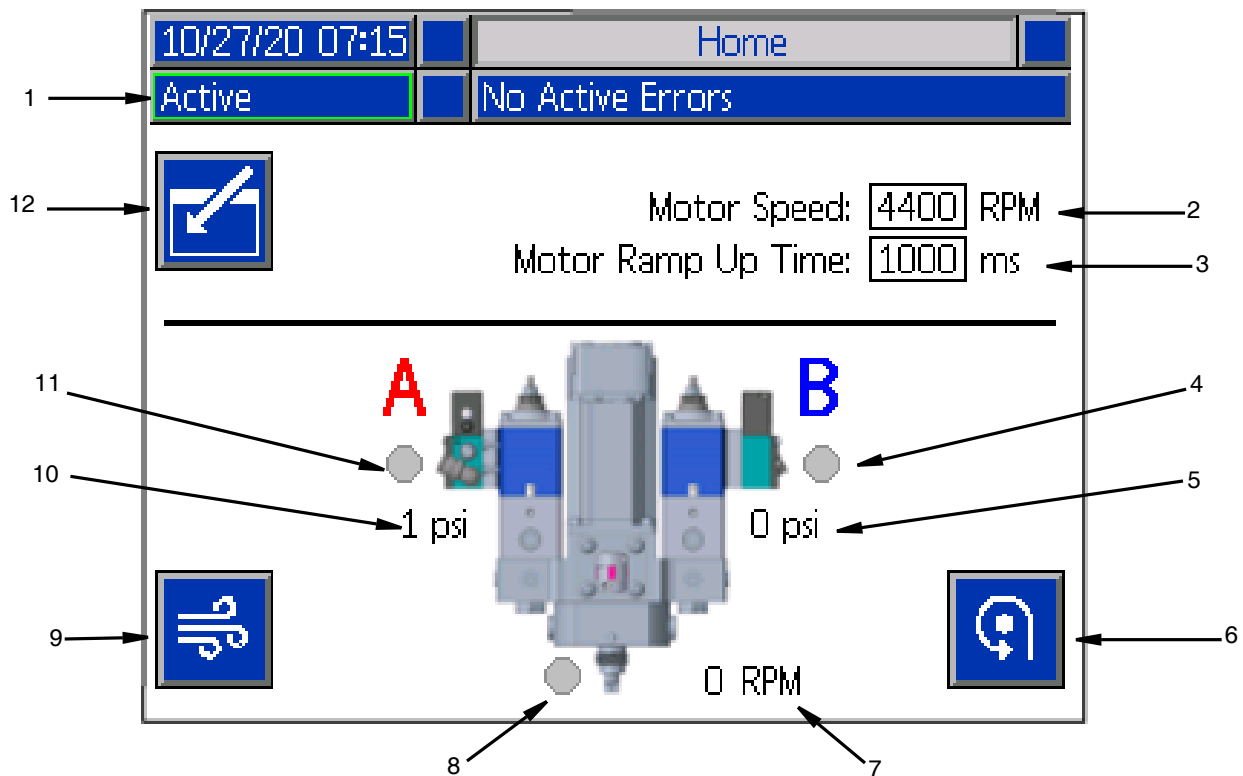 10/27/20 07:15 Home
1 Active No Active Errors
12 Motor Speed: 4400 RPM 2
Motor Ramp Up Time: 1000 ms 3
11 A B 4
10 1 psi 0 psi 5
9 6
0 RPM
8 7